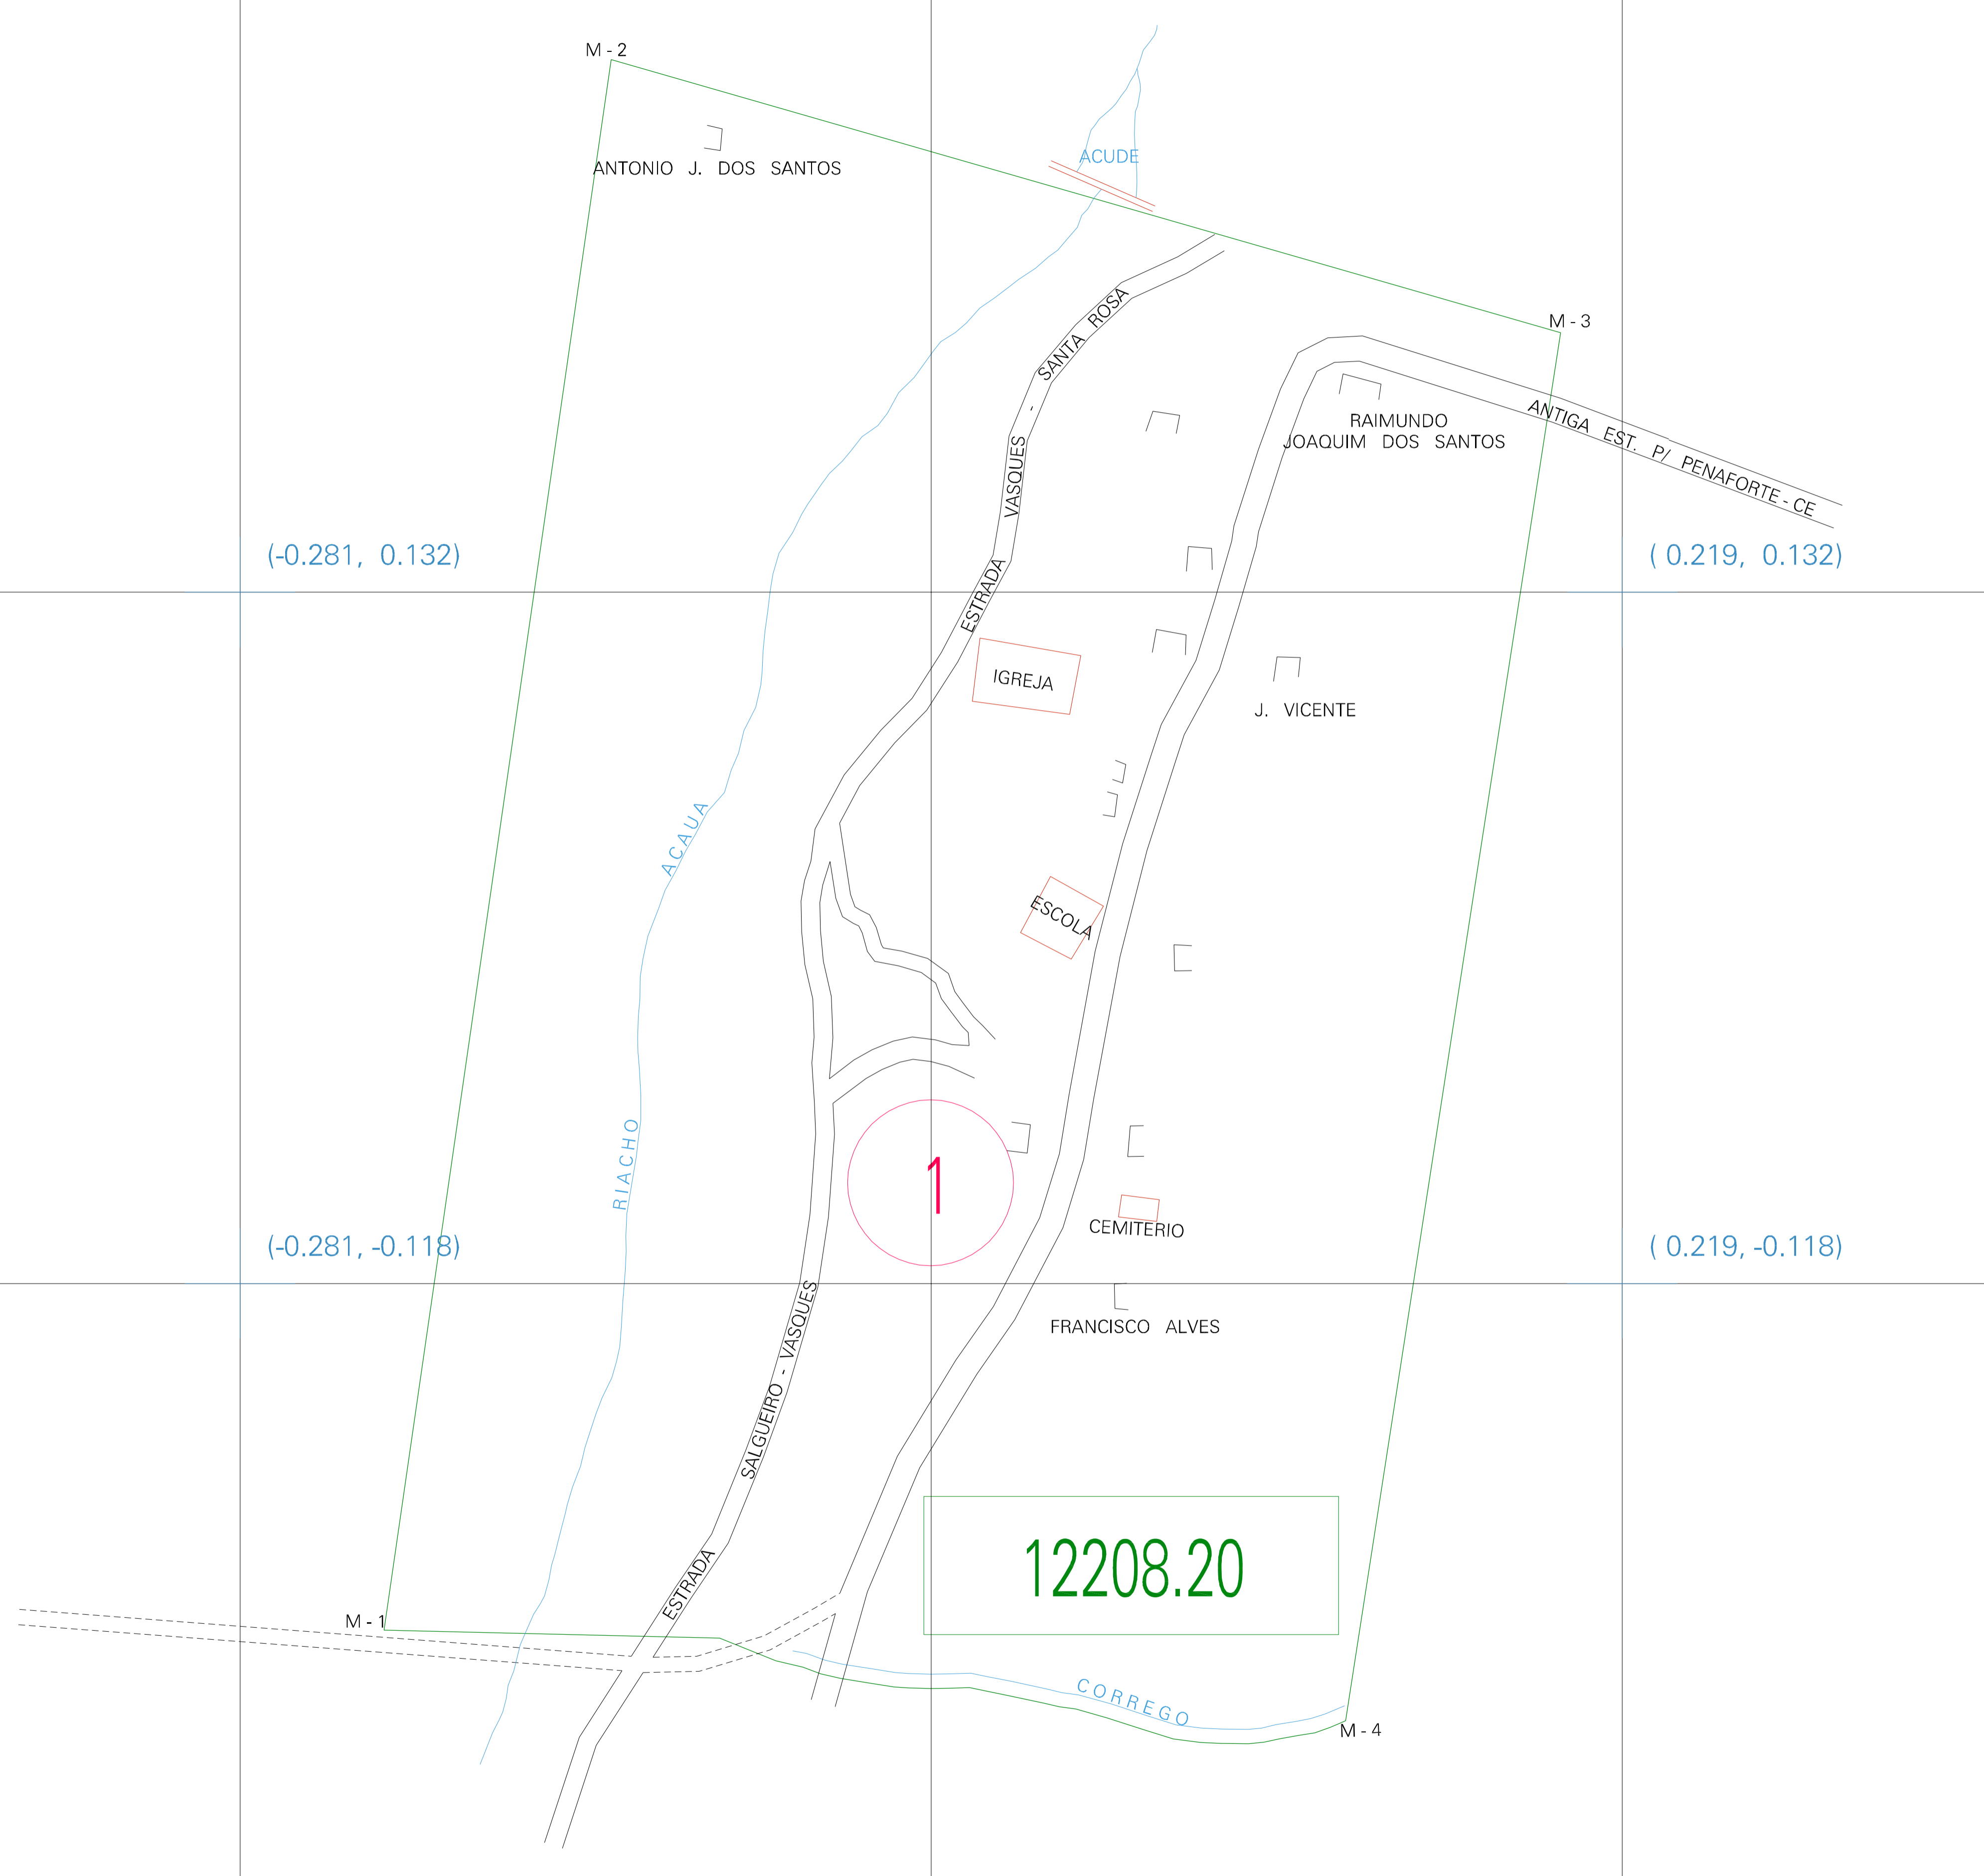 M - 2
ACUDE
ANTONIO J. DOS SANTOS
M - 3
ESTRADA VASQUES - SANTA ROSA
RAIMUNDO
JOAQUIM DOS SANTOS
ANTIGA EST. P/ PENAFORTE - CE
(-0.281, 0.132)
( 0.219, 0.132)
IGREJA
J. VICENTE
RIACHO ACAUA
ESCOLA
1
CEMITERIO
(-0.281, -0.118)
( 0.219, -0.118)
FRANCISCO ALVES
ESTRADA SALGUEIRO - VASQUES
12208.20
M - 1
CORREGO
M - 4